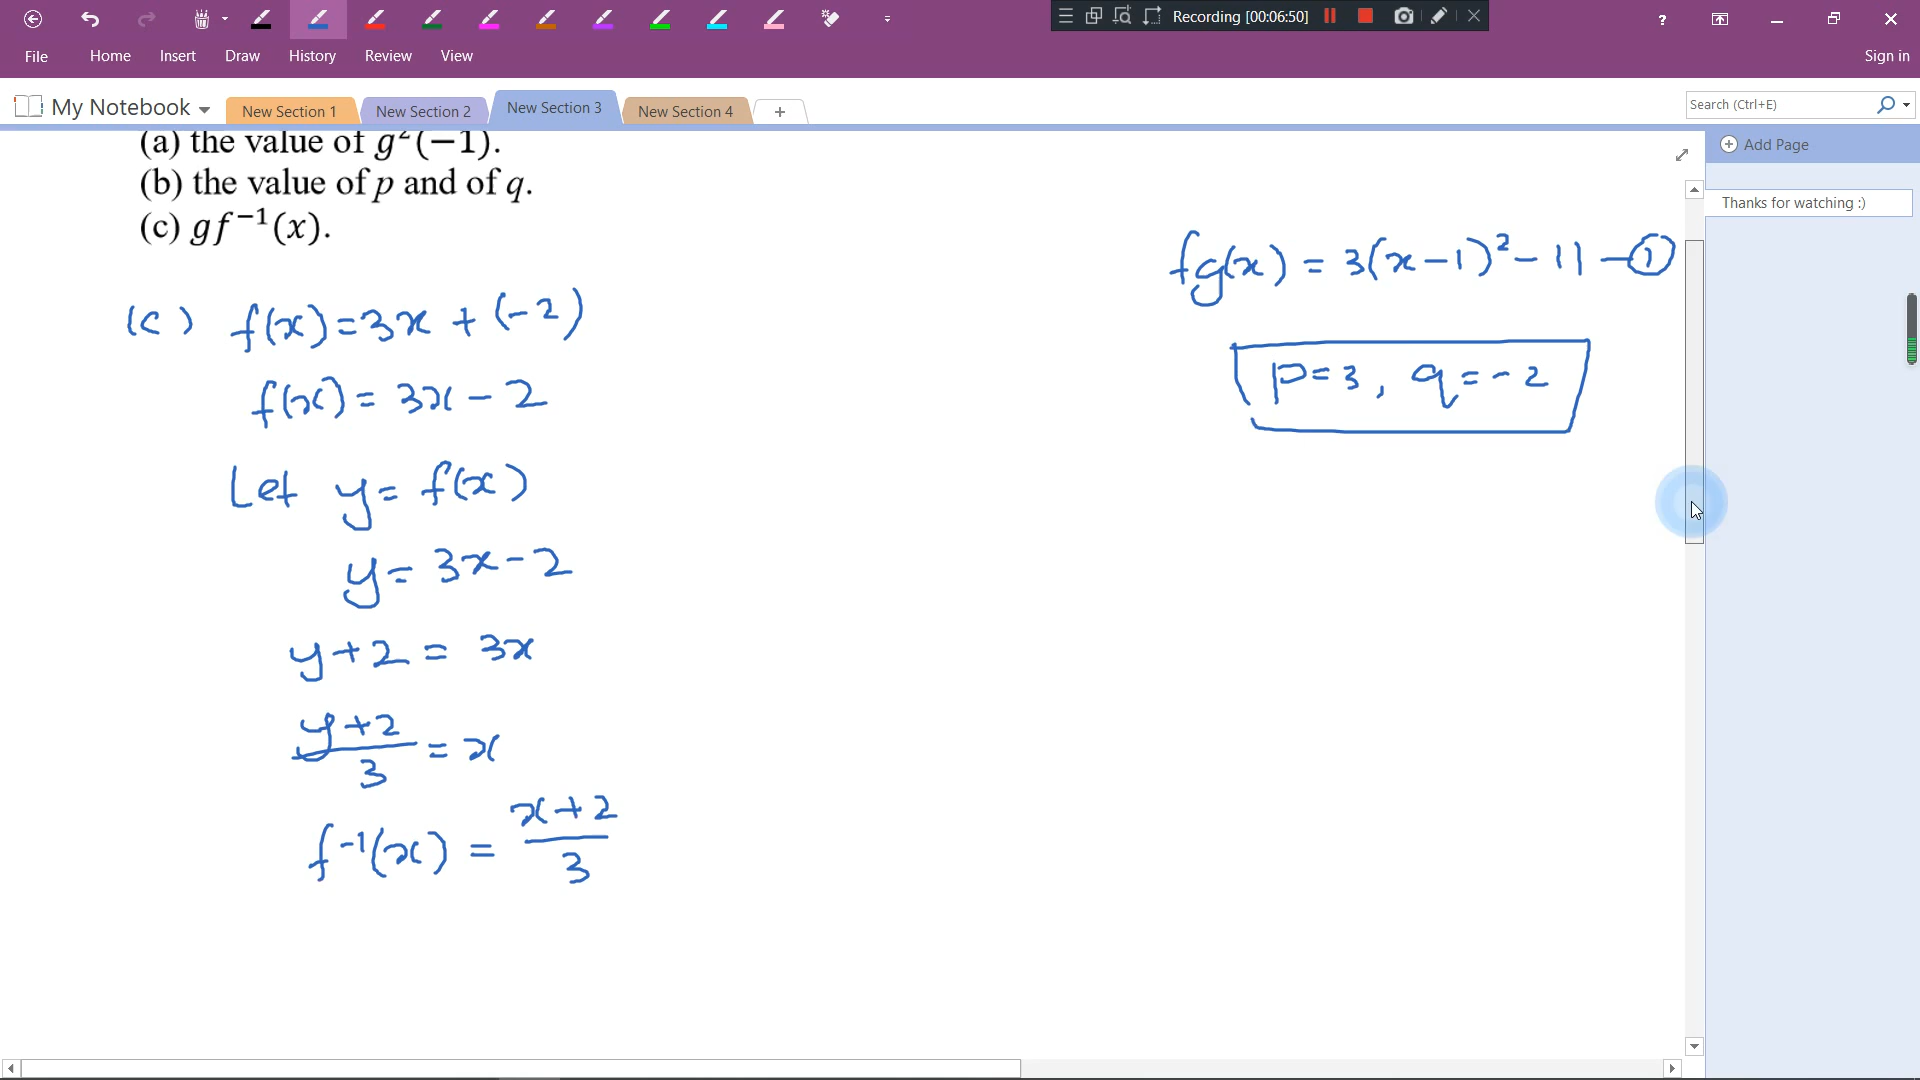 Recording [00:06:50]
File Home Insert Draw History Review View
Sign in
My Notebook New Section 1 New Section 2 New Section 3 New Section 4 +
Search (Ctrl+E)
Add Page
Thanks for watching :)
(a) the value of g²(−1).
(b) the value of p and of q.
(c) gf⁻¹(x).
fg(x) = 3(x−1)² − 11 — ①
p = 3, q = −2
(c) f(x) = 3x + (−2)
f(x) = 3x − 2
Let y = f(x)
y = 3x − 2
y + 2 = 3x
(y+2)/3 = x
f⁻¹(x) = (x+2)/3